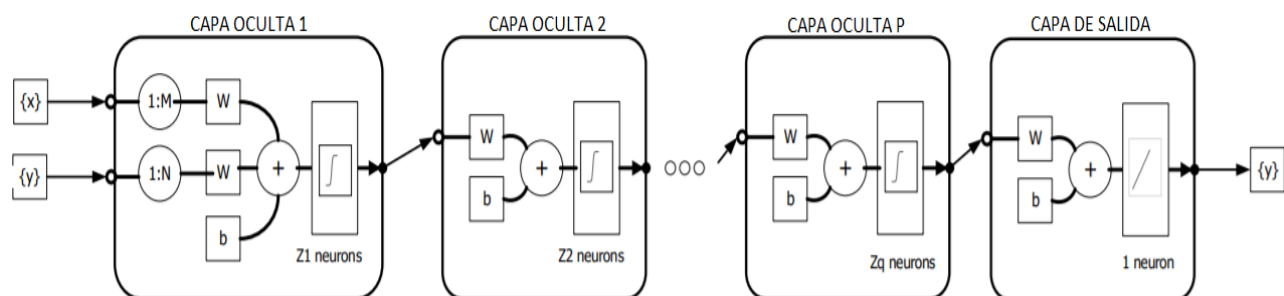 CAPA OCULTA 1
CAPA OCULTA 2
CAPA OCULTA P
CAPA DE SALIDA
{x}
1:M
W
{y}
1:N
W
+
b
Z1 neurons
W
+
b
Z2 neurons
W
+
b
Zq neurons
W
+
b
1 neuron
{y}